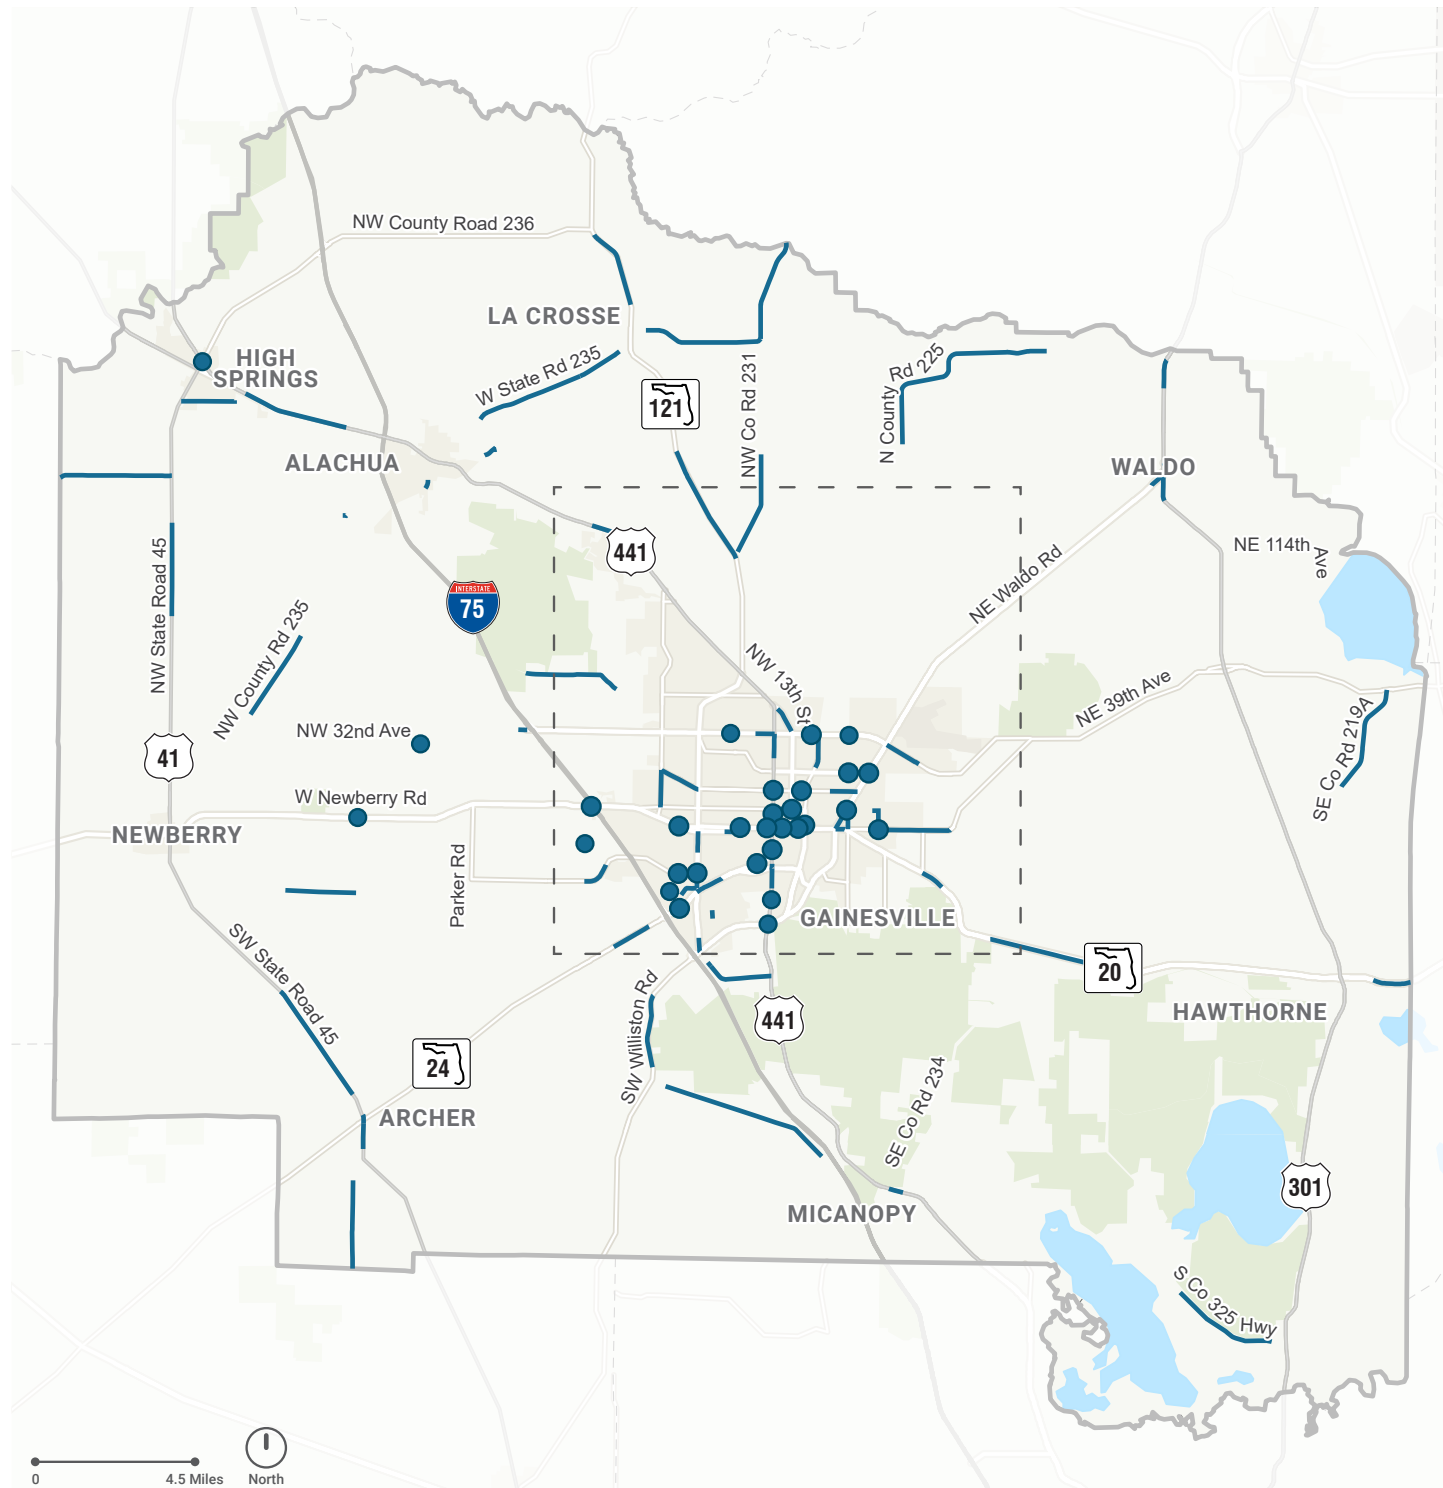 NW County Road 236
LA CROSSE
HIGH
SPRINGS
W State Rd 235
121
NW Co Rd 231
N County Rd 225
ALACHUA
WALDO
441
NE 114th Ave
NW State Road 45
INTERSTATE
75
NE Waldo Rd
NW County Rd 235
NW 13th St
NE 39th Ave
SE Co Rd 219A
NW 32nd Ave
41
W Newberry Rd
NEWBERRY
Parker Rd
GAINESVILLE
SW State Road 45
20
HAWTHORNE
SW Williston Rd
441
24
SE Co Rd 234
ARCHER
301
MICANOPY
S Co 325 Hwy
0
4.5 Miles
North